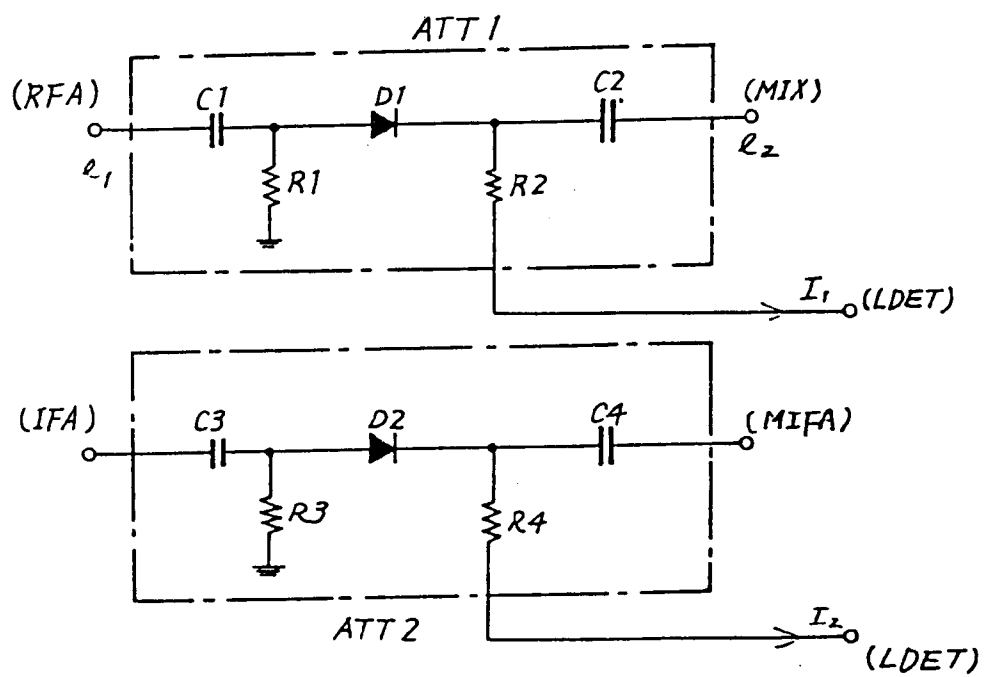 ATT 1
(RFA)
C1
D1
C2
(MIX)
e₁
R1
R2
e₂
I₁
(LDET)
(IFA)
C3
D2
C4
(MIFA)
R3
R4
ATT 2
I₂
(LDET)